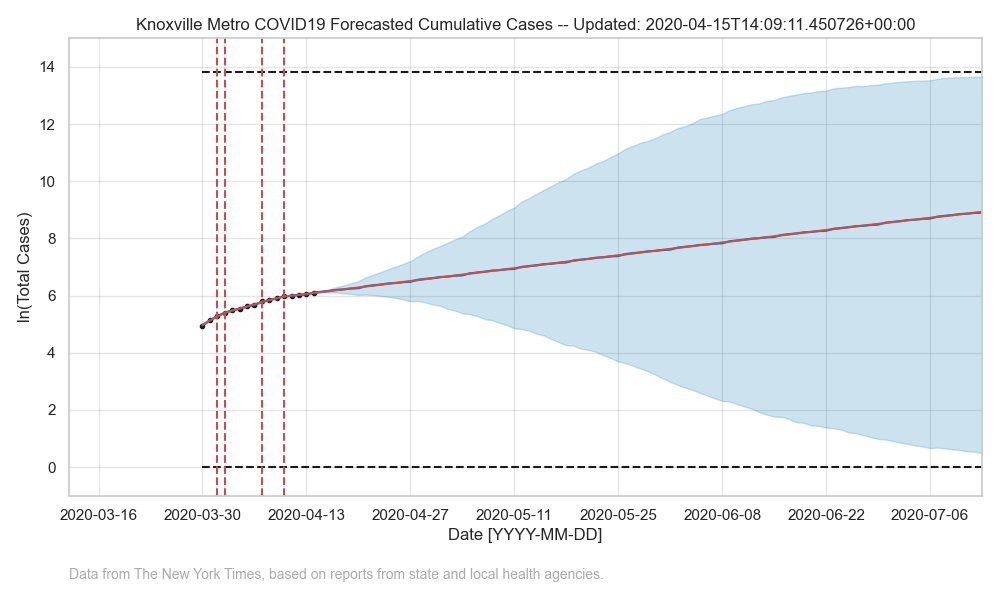 Knoxville Metro COVID19 Forecasted Cumulative Cases -- Updated: 2020-04-15T14:09:11.450726+00:00
ln(Total Cases)
14
12
10
8
6
4
2
0
2020-03-16 2020-03-30 2020-04-13 2020-04-27 2020-05-11 2020-05-25 2020-06-08 2020-06-22 2020-07-06
Date [YYYY-MM-DD]
Data from The New York Times, based on reports from state and local health agencies.